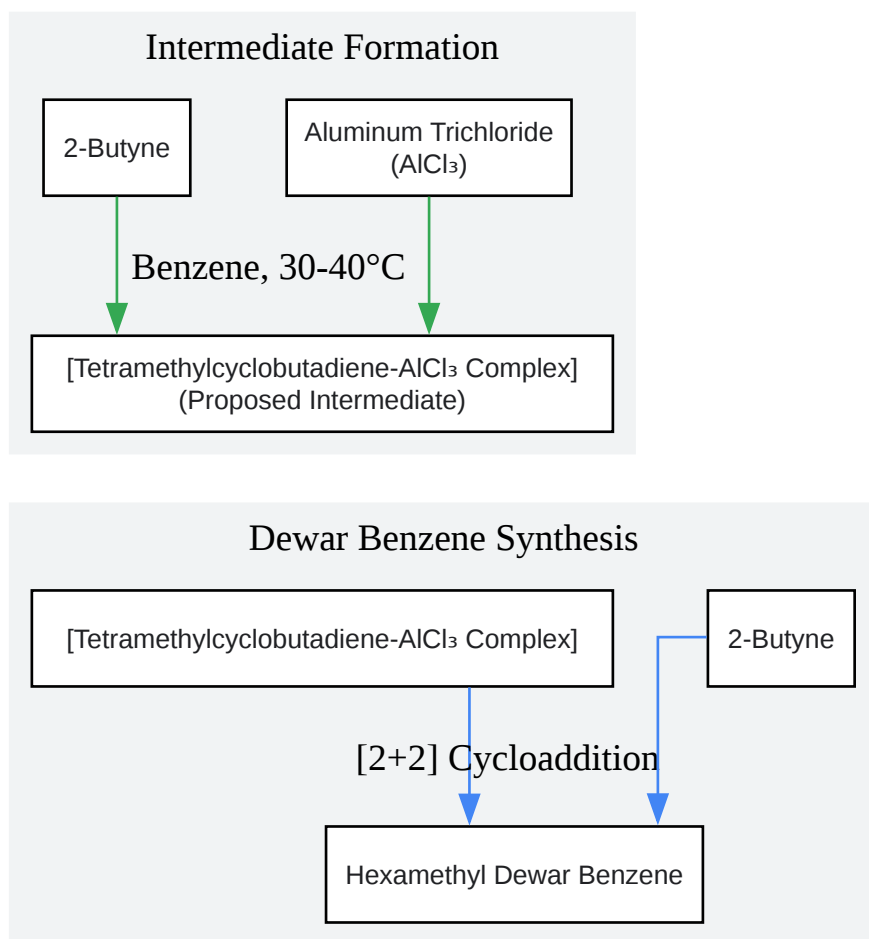 Intermediate Formation
2-Butyne
Aluminum Trichloride
(AlCl₃)
Benzene, 30-40°C
[Tetramethylcyclobutadiene-AlCl₃ Complex]
(Proposed Intermediate)
Dewar Benzene Synthesis
[Tetramethylcyclobutadiene-AlCl₃ Complex]
2-Butyne
[2+2] Cycloaddition
Hexamethyl Dewar Benzene